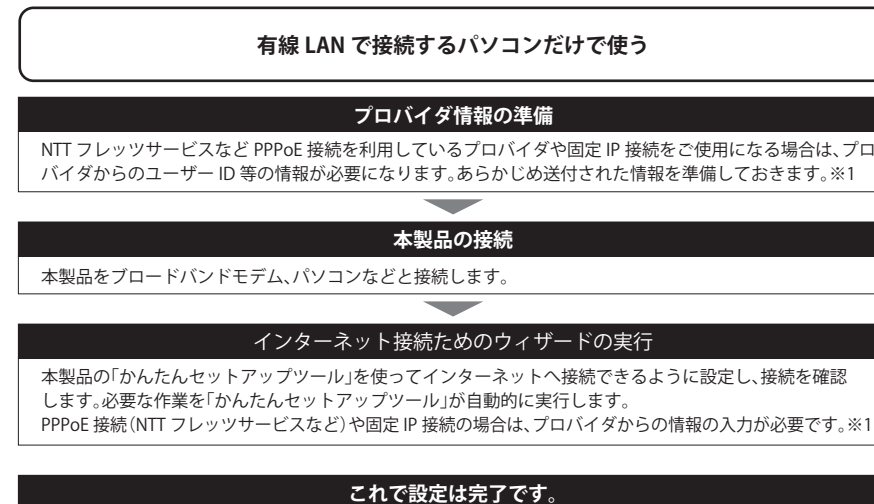 有線 LAN で接続するパソコンだけで使う
プロバイダ情報の準備
NTT フレッツサービスなど PPPoE 接続を利用しているプロバイダや固定 IP 接続をご使用になる場合は、プロ
バイダからのユーザー ID 等の情報が必要になります。あらかじめ送付された情報を準備しておきます。※1
本製品の接続
本製品をブロードバンドモデム、パソコンなどと接続します。
インターネット接続ためのウィザードの実行
本製品の「かんたんセットアップツール」を使ってインターネットへ接続できるように設定し、接続を確認
します。必要な作業を「かんたんセットアップツール」が自動的に実行します。
PPPoE 接続（NTT フレッツサービスなど）や固定 IP 接続の場合は、プロバイダからの情報の入力が必要です。※1
これで設定は完了です。